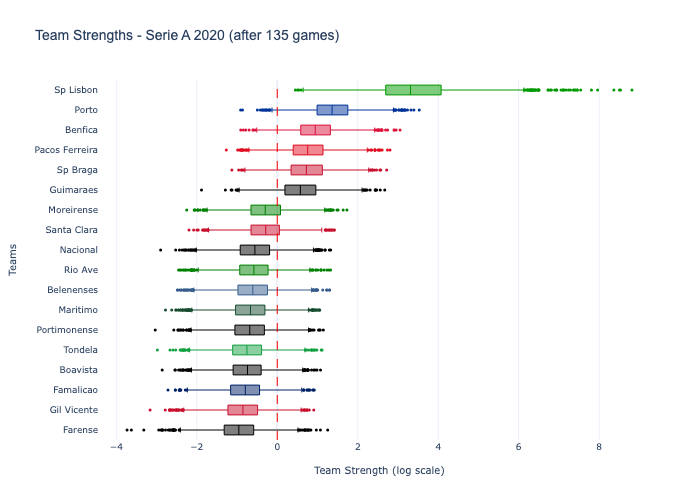 Team Strengths - Serie A 2020 (after 135 games)
Sp Lisbon
Porto
Benfica
Pacos Ferreira
Sp Braga
Guimaraes
Moreirense
Santa Clara
Nacional
Rio Ave
Belenenses
Maritimo
Portimonense
Tondela
Boavista
Famalicao
Gil Vicente
Farense
Teams
−4 −2 0 2 4 6 8
Team Strength (log scale)